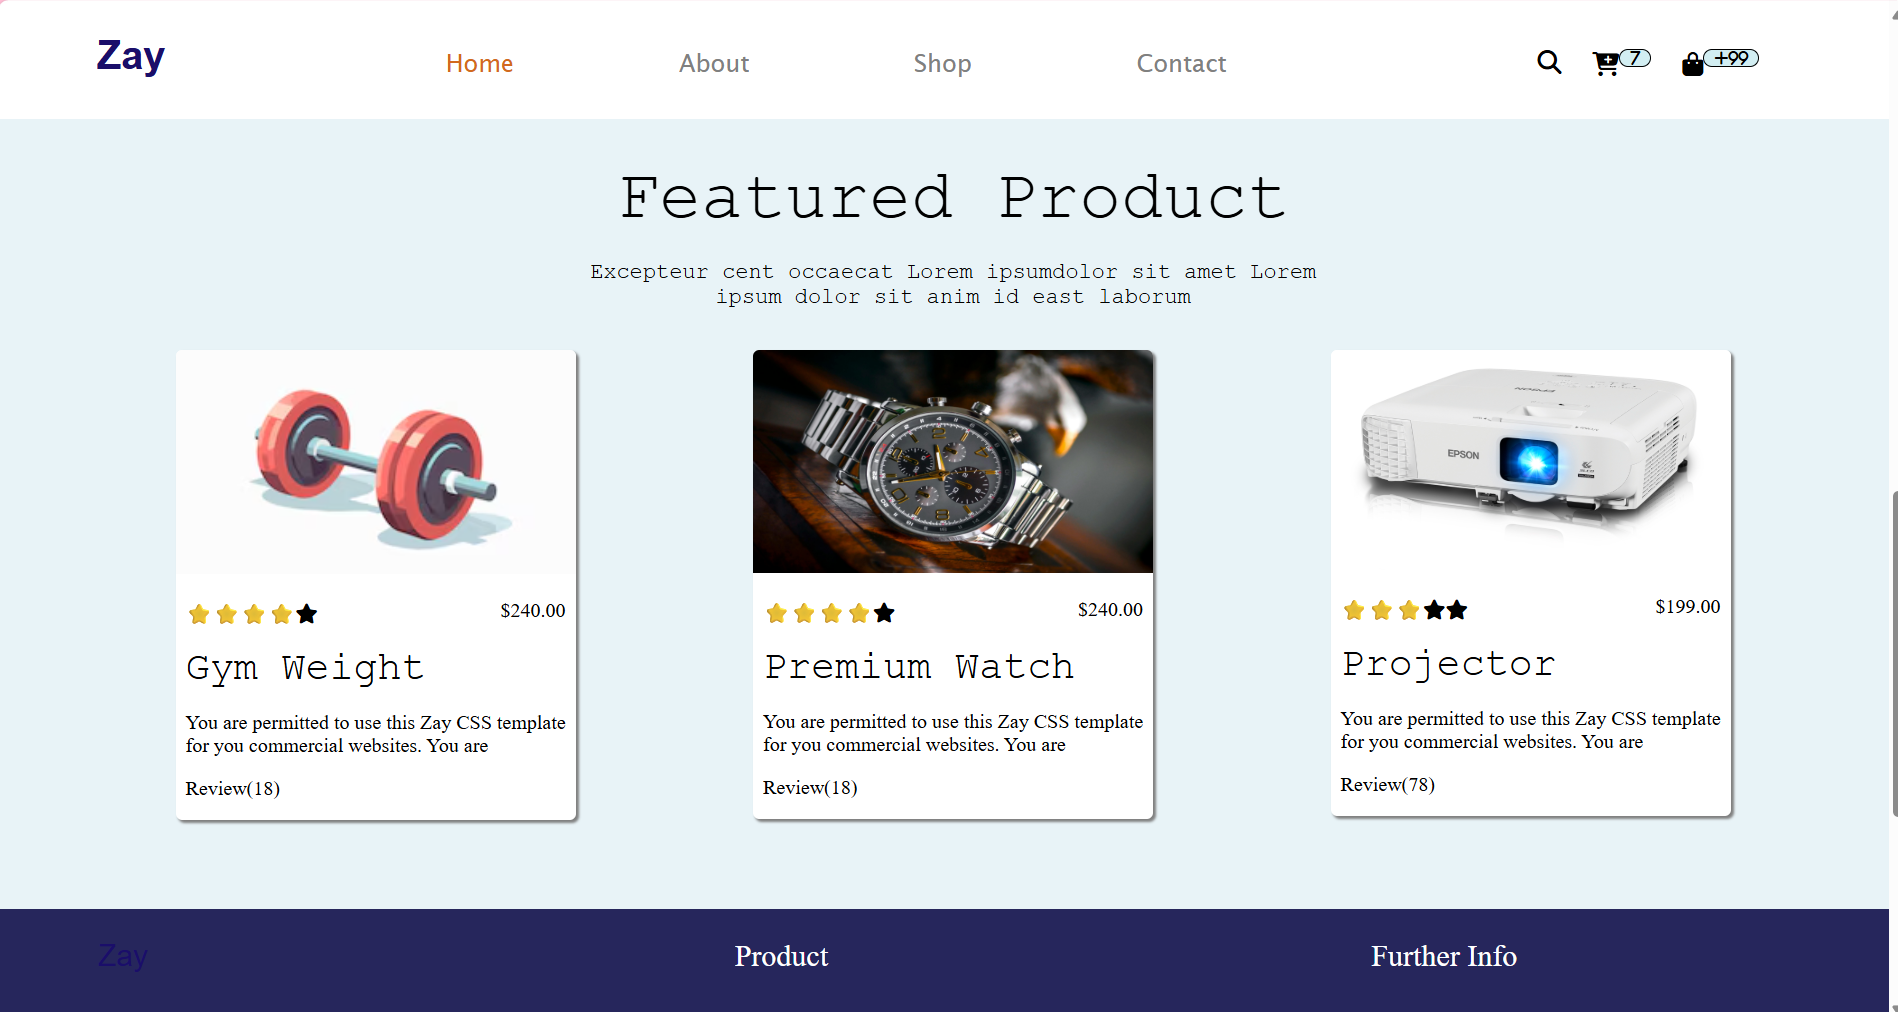 Zay
Home
About
Shop
Contact
7
+99
Featured Product
Excepteur cent occaecat Lorem ipsumdolor sit amet Lorem
ipsum dolor sit anim id east laborum
EPSON
EPSON
$240.00
Gym Weight
You are permitted to use this Zay CSS template
for you commercial websites. You are
Review(18)
$240.00
Premium Watch
You are permitted to use this Zay CSS template
for you commercial websites. You are
Review(18)
$199.00
Projector
You are permitted to use this Zay CSS template
for you commercial websites. You are
Review(78)
Zay
Product
Further Info